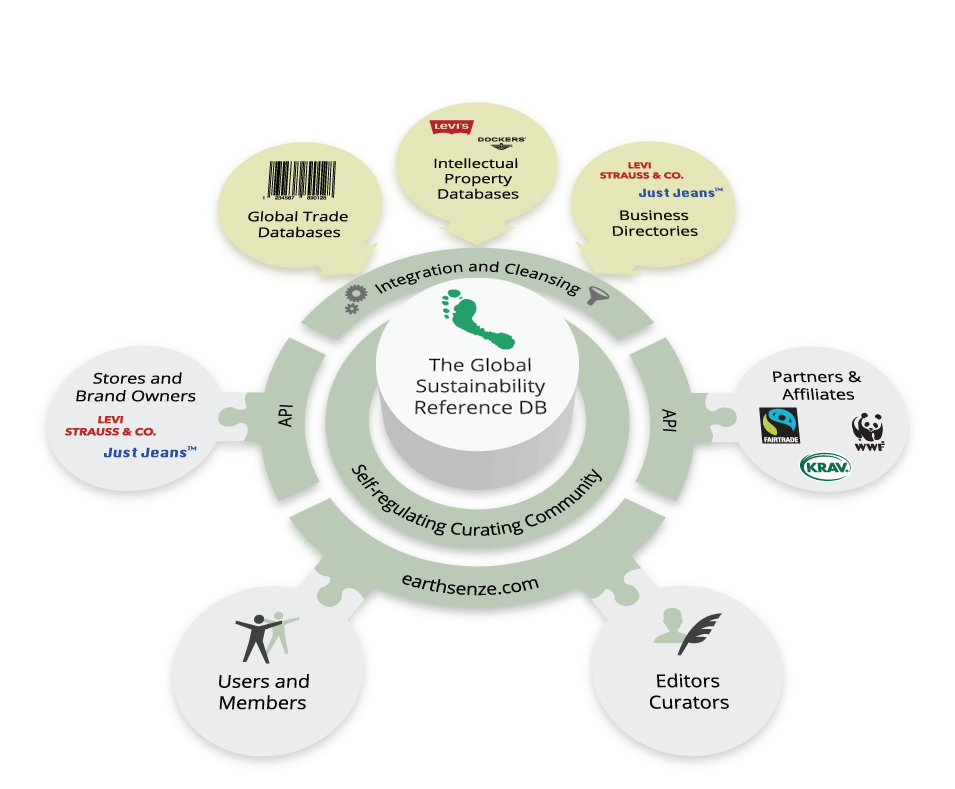 LEVI'S
DOCKERS
Intellectual
Property
Databases
1 234567 890128
Global Trade
Databases
LEVI
STRAUSS & CO.
Just Jeans™
Business
Directories
Integration and Cleansing
The Global
Sustainability
Reference DB
Stores and
Brand Owners
LEVI
STRAUSS & CO.
Just Jeans™
API
API
Partners &
Affiliates
FAIRTRADE
WWF
KRAV.
Self-regulating Curating Community
earthsenze.com
Users and
Members
Editors
Curators